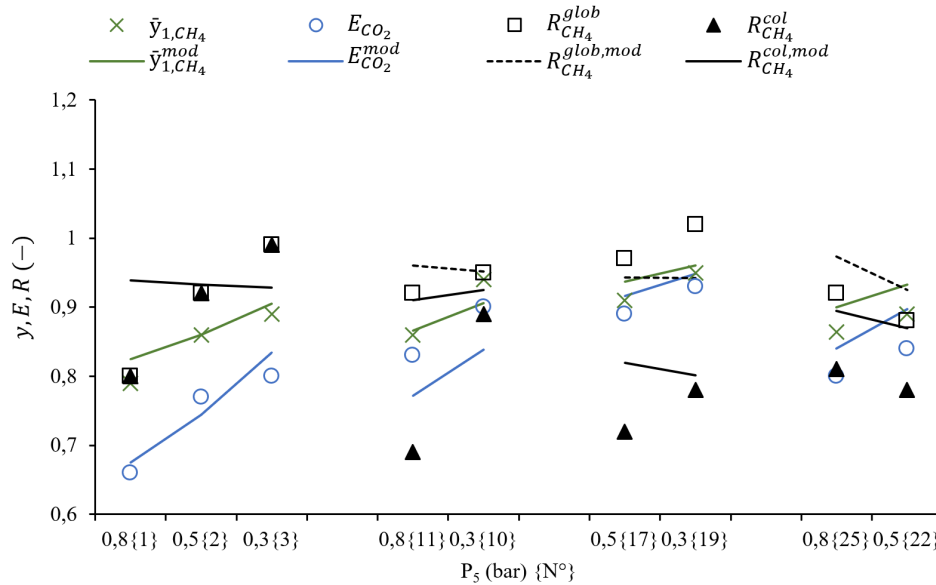 ȳ₁,CH₄ E_CO₂ R_CH₄^glob R_CH₄^col
ȳ₁,CH₄^mod E_CO₂^mod R_CH₄^glob,mod R_CH₄^col,mod
1,2
1,1
1
0,9
0,8
0,7
0,6
y, E, R (−)
0,8{1} 0,5{2} 0,3{3} 0,8{11} 0,3{10} 0,5{17} 0,3{19} 0,8{25} 0,5{22}
P₅ (bar) {N°}